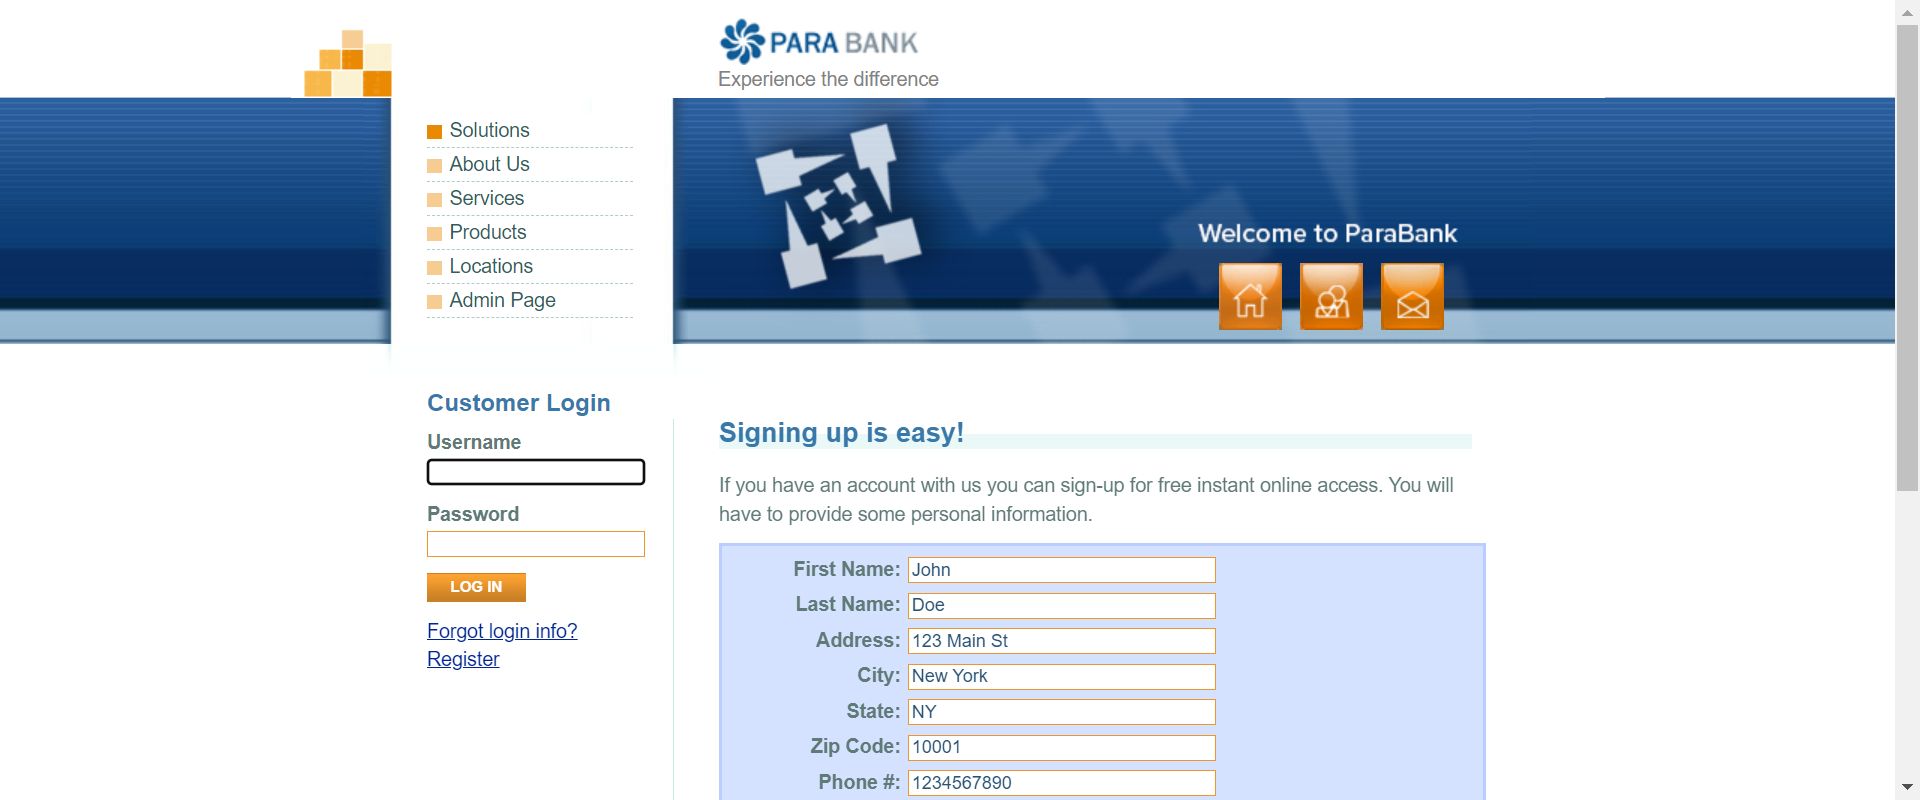 PARA BANK
Experience the difference
Solutions
About Us
Services
Products
Locations
Admin Page
Welcome to ParaBank
Customer Login
Username
Password
LOG IN
Forgot login info?
Register
Signing up is easy!
If you have an account with us you can sign-up for free instant online access. You will
have to provide some personal information.
First Name: John
Last Name: Doe
Address: 123 Main St
City: New York
State: NY
Zip Code: 10001
Phone #: 1234567890